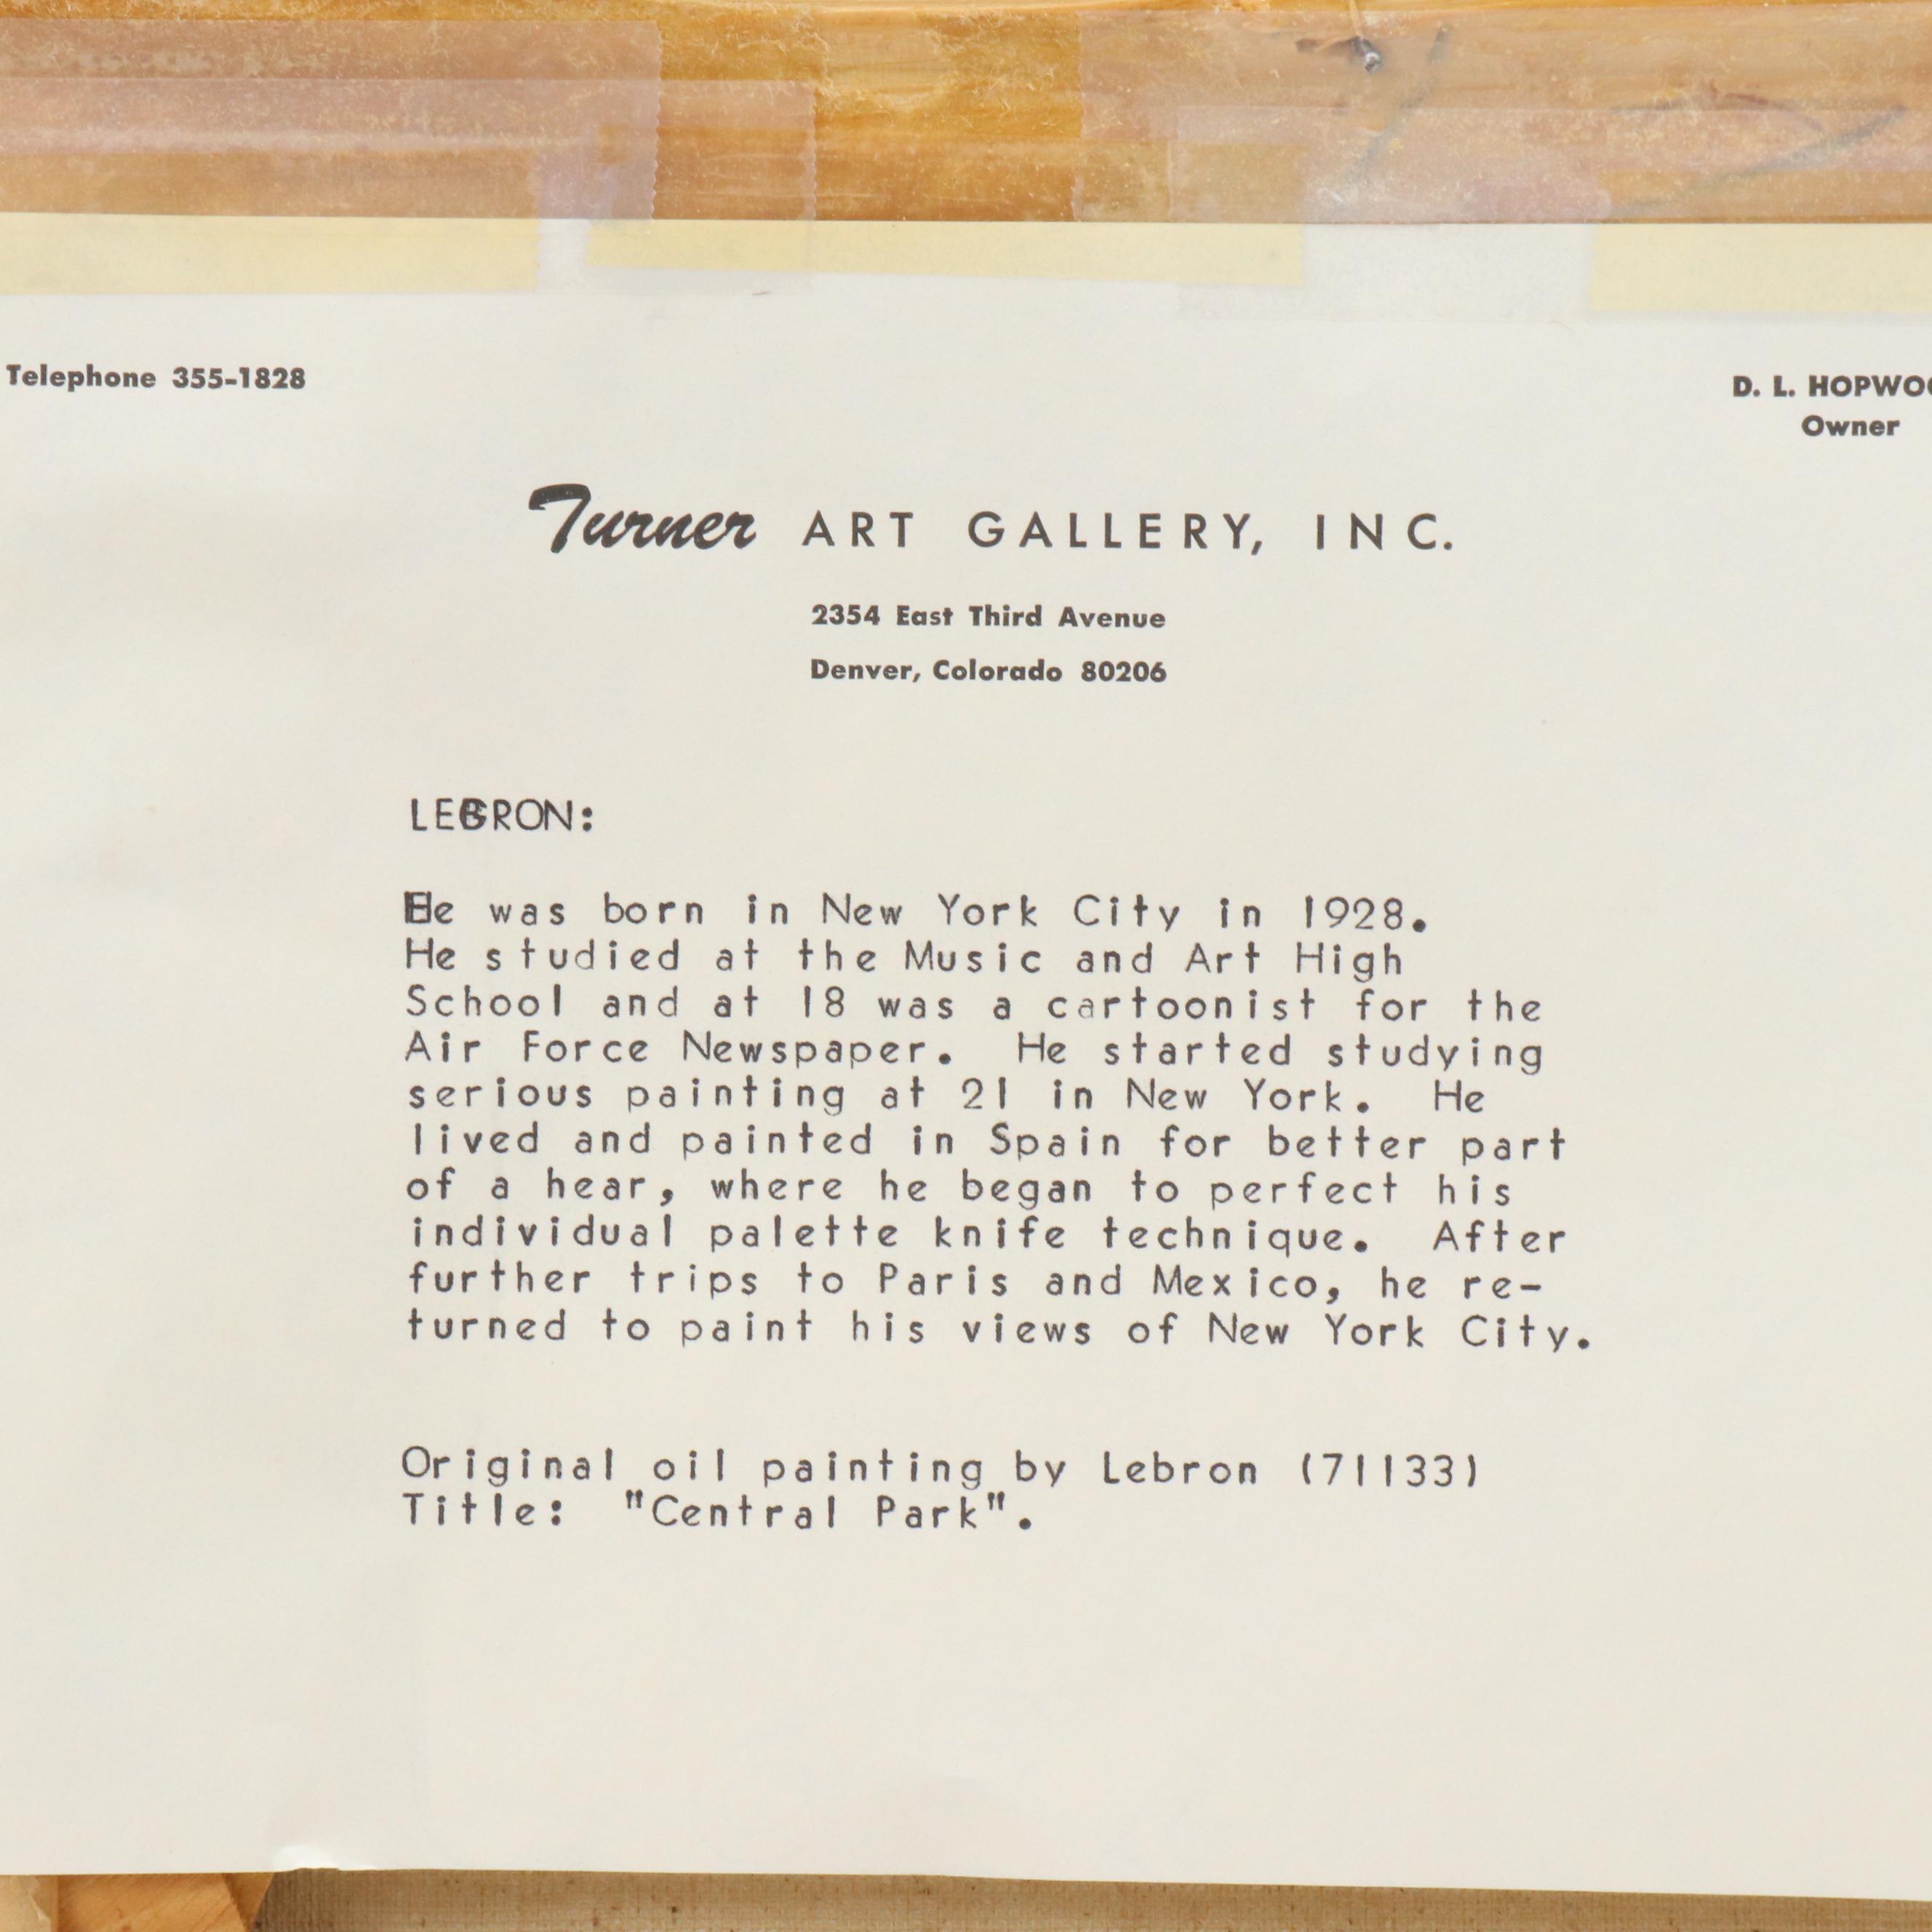 Telephone 355-1828
D. L. HOPWOO
Owner
Turner ART GALLERY, INC.
2354 East Third Avenue
Denver, Colorado 80206
LEBRON:
He was born in New York City in 1928.
He studied at the Music and Art High
School and at 18 was a cartoonist for the
Air Force Newspaper. He started studying
serious painting at 21 in New York. He
lived and painted in Spain for better part
of a hear, where he began to perfect his
individual palette knife technique. After
further trips to Paris and Mexico, he re-
turned to paint his views of New York City.
Original oil painting by Lebron (71133)
Title: "Central Park".